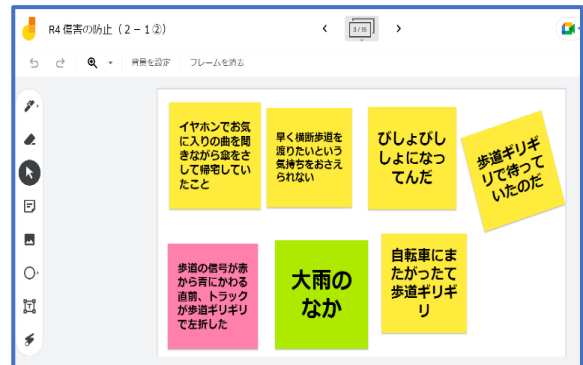 R4 傷害の防止（２－１②）
3 / 15
背景を設定
フレームを消去
イヤホンでお気
に入りの曲を聞
きながら傘をさ
して帰宅してい
たこと
早く横断歩道を
渡りたいという
気持ちをおさえ
られない
びしょびし
ょになっ
てんだ
歩道ギリギ
リで待って
いたのだ
歩道の信号が赤
から青にかわる
直前、トラック
が歩道ギリギリ
で左折した
大雨の
なか
自転車にま
たがったて
歩道ギリギ
リ